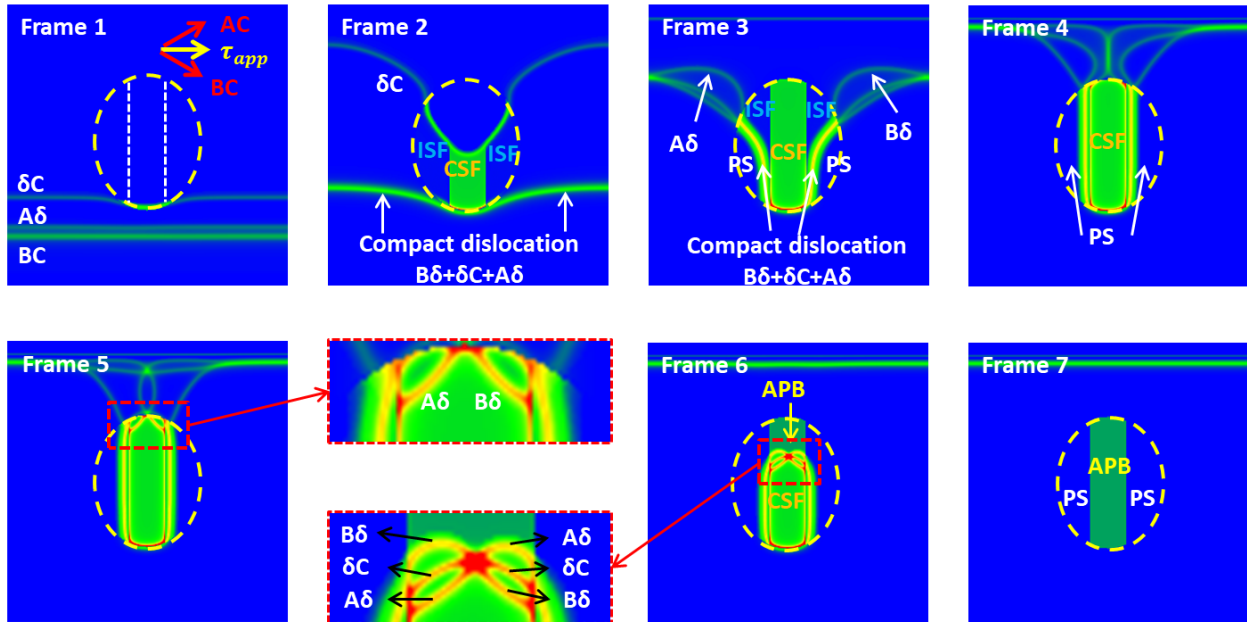 Frame 1
AC
τapp
BC
δC
Aδ
BC
Frame 2
δC
ISF
CSF
ISF
Compact dislocation
Bδ+δC+Aδ
Frame 3
ISF
ISF
Aδ
Bδ
PS
CSF
PS
Compact dislocation
Bδ+δC+Aδ
Frame 4
CSF
PS
Frame 5
Aδ
Bδ
Bδ
Aδ
δC
δC
Aδ
Bδ
Frame 6
APB
CSF
Frame 7
APB
PS
PS